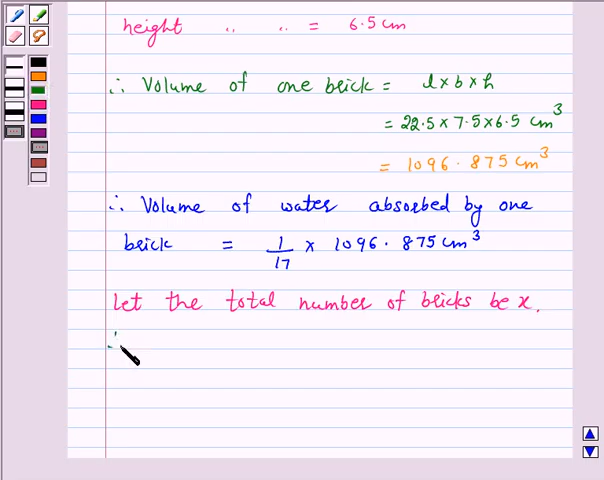 height " " = 6.5 cm
∴ Volume of one brick = l × b × h
= 22.5 × 7.5 × 6.5 cm³
= 1096.875 cm³
∴ Volume of water absorbed by one
brick = 1/17 × 1096.875 cm³
Let the total number of bricks be x.
∴